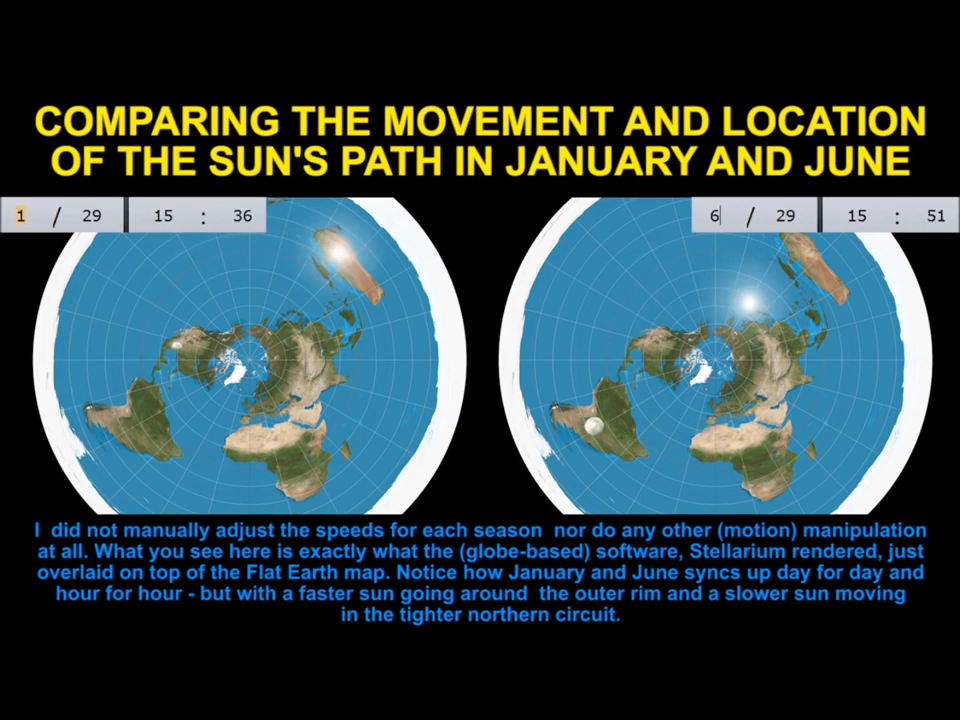 COMPARING THE MOVEMENT AND LOCATION
OF THE SUN'S PATH IN JANUARY AND JUNE
1 / 29 15 : 36
6 / 29 15 : 51
I did not manually adjust the speeds for each season nor do any other (motion) manipulation
at all. What you see here is exactly what the (globe-based) software, Stellarium rendered, just
overlaid on top of the Flat Earth map. Notice how January and June syncs up day for day and
hour for hour - but with a faster sun going around the outer rim and a slower sun moving
in the tighter northern circuit.